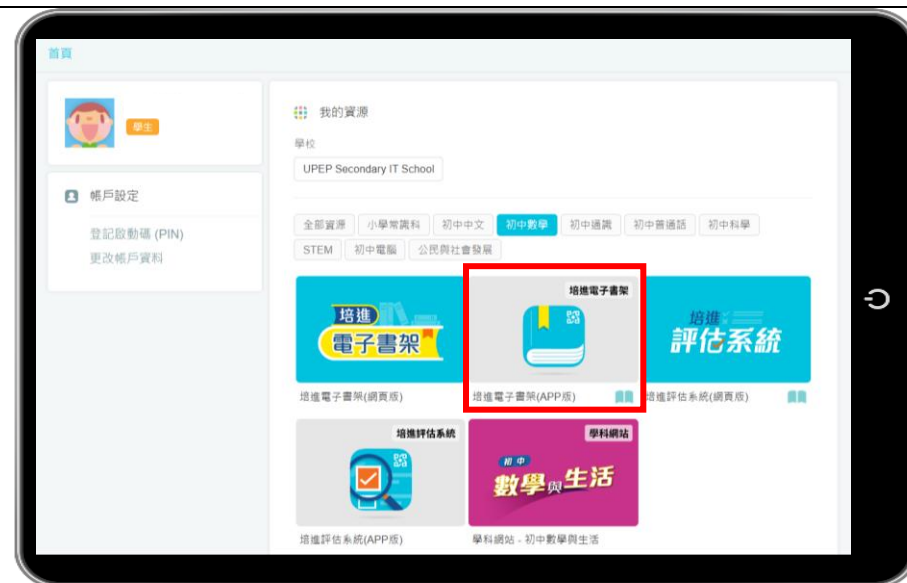 首頁
學生
帳戶設定
登記啟動碼 (PIN)
更改帳戶資料
我的資源
學校
UPEP Secondary IT School
全部資源 小學常識科 初中中文 初中數學 初中通識 初中普通話 初中科學
STEM 初中電腦 公民與社會發展
培進
電子書架
培進電子書架
培進
評估系統
培進電子書架(網頁版) 培進電子書架(APP版) 培進評估系統(網頁版)
培進評估系統
學科網站
初中
數學與生活
培進評估系統(APP版) 學科網站 - 初中數學與生活